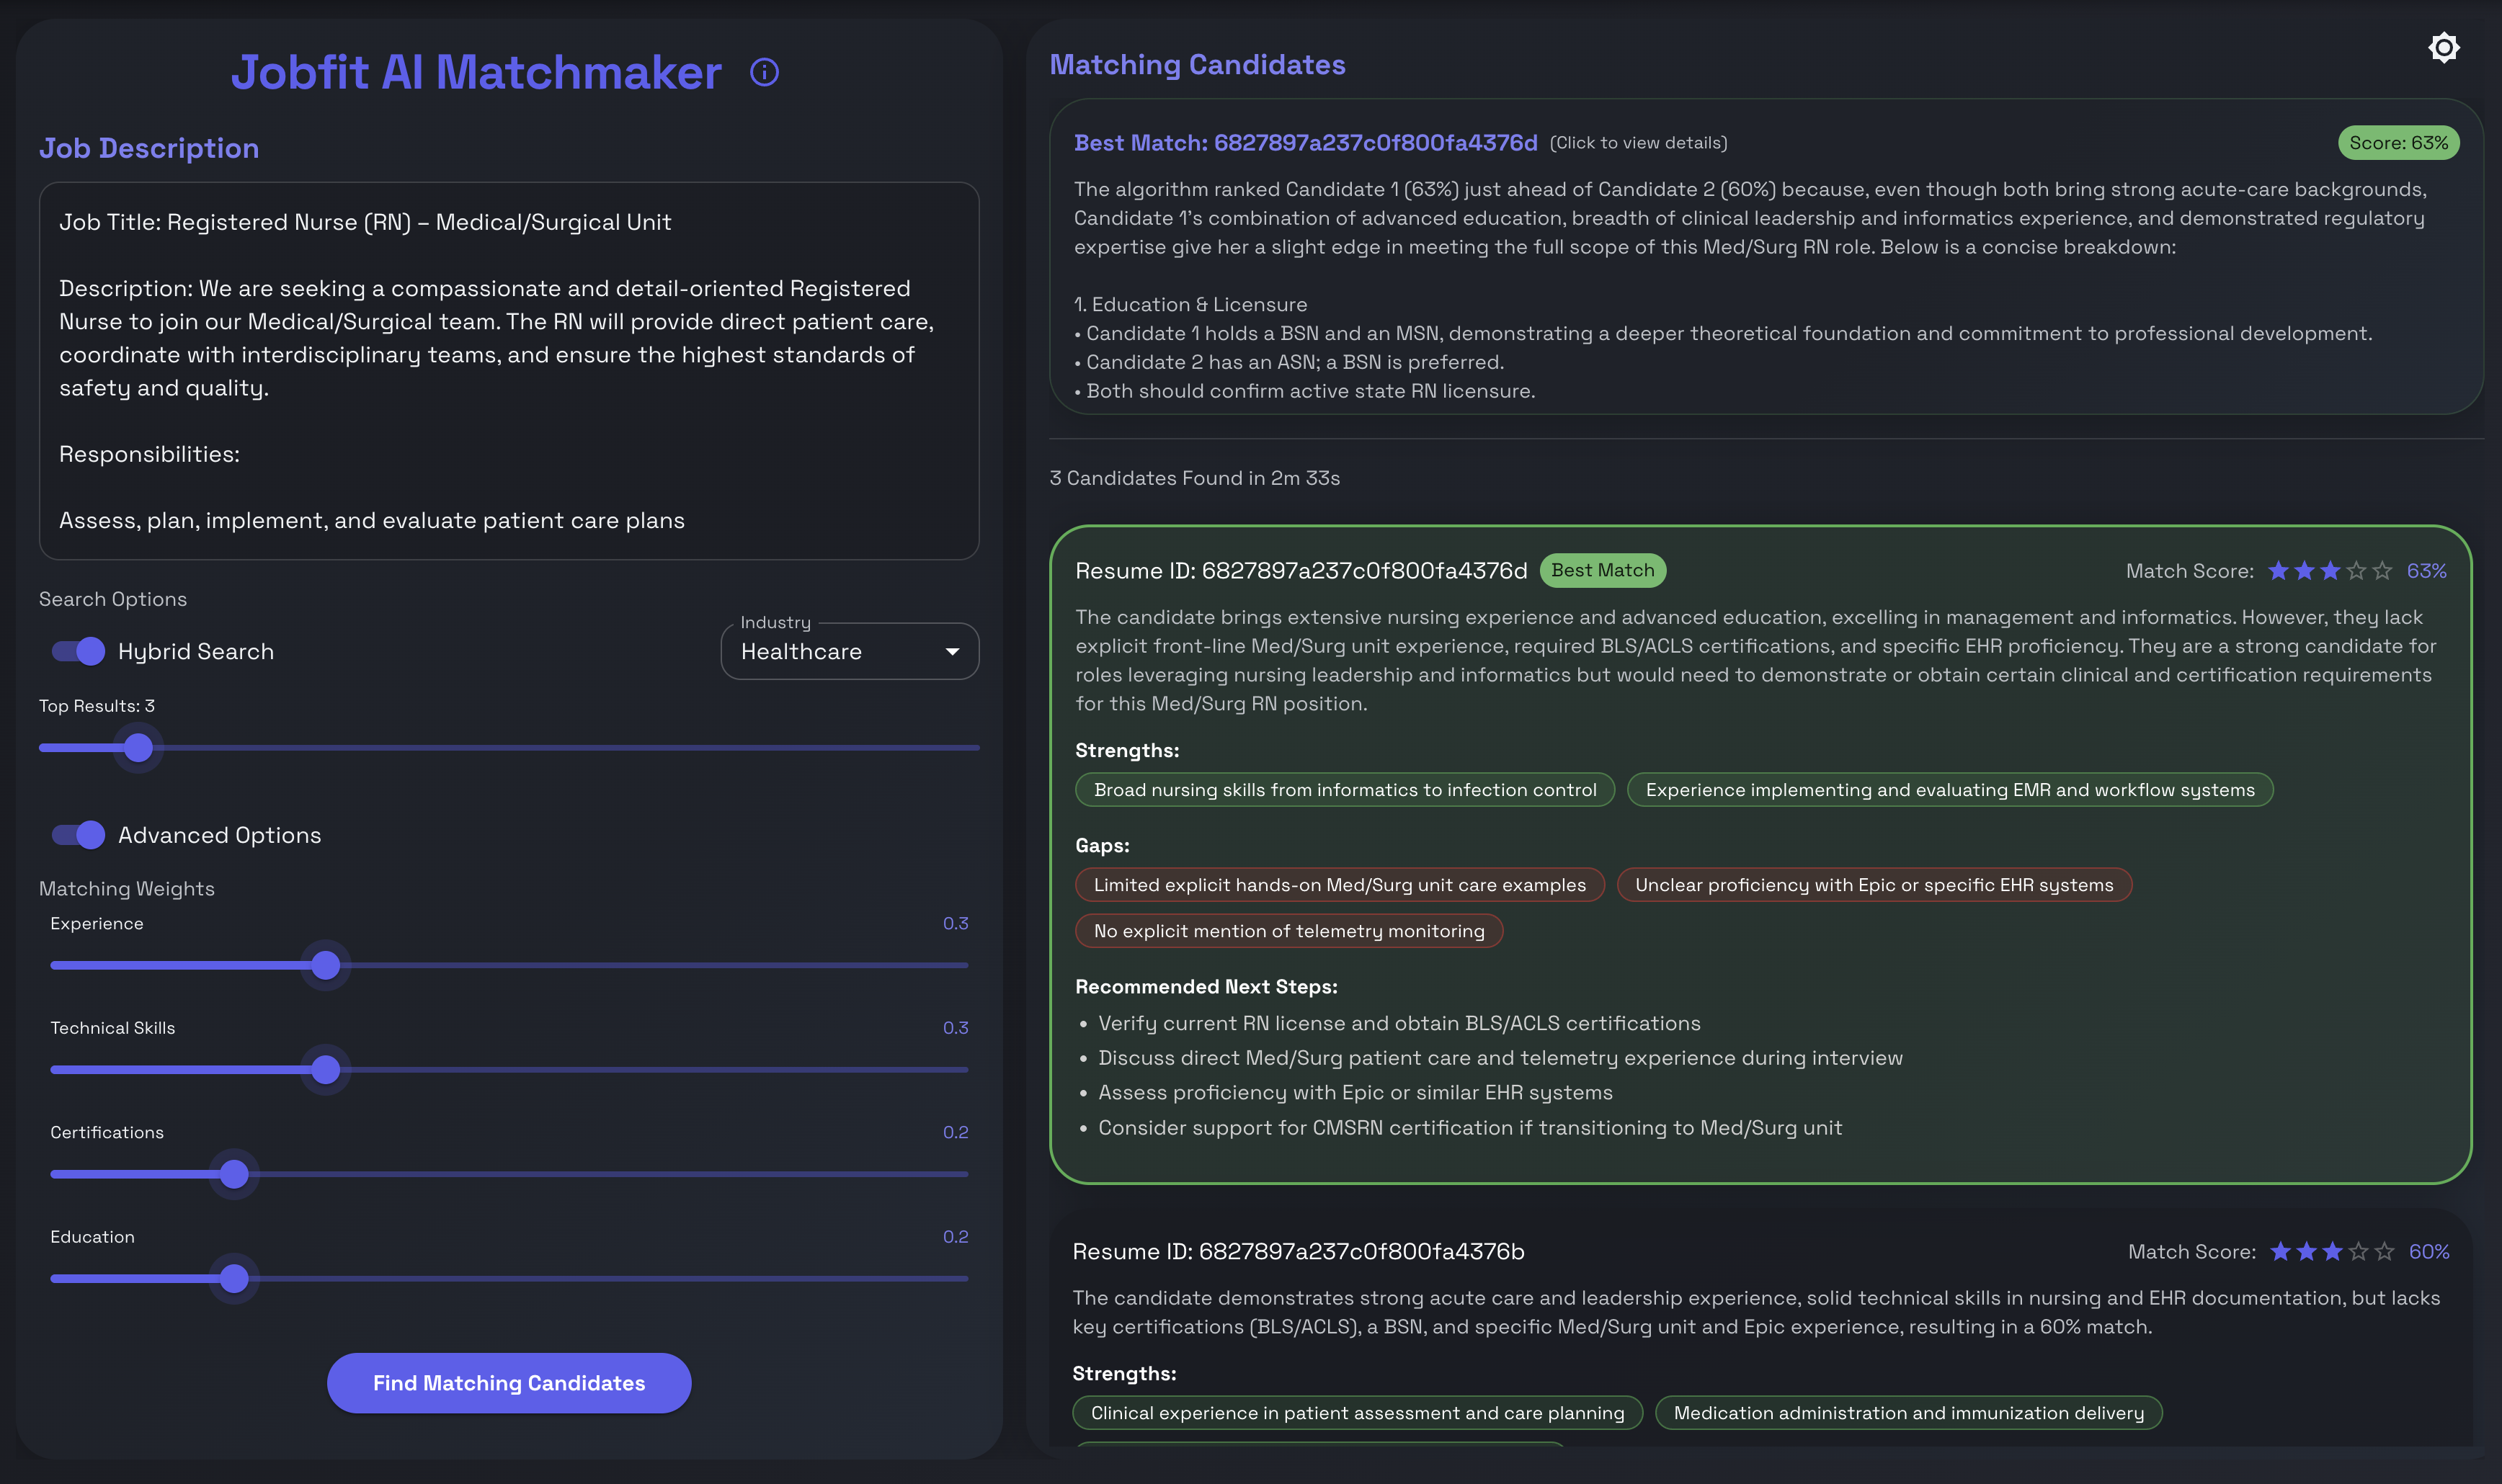 Jobfit AI Matchmaker
Job Description
Job Title: Registered Nurse (RN) – Medical/Surgical Unit
Description: We are seeking a compassionate and detail-oriented Registered
Nurse to join our Medical/Surgical team. The RN will provide direct patient care,
coordinate with interdisciplinary teams, and ensure the highest standards of
safety and quality.
Responsibilities:
Assess, plan, implement, and evaluate patient care plans
Search Options
Hybrid Search
Industry
Healthcare
Top Results: 3
Advanced Options
Matching Weights
Experience 0.3
Technical Skills 0.3
Certifications 0.2
Education 0.2
Find Matching Candidates
Matching Candidates
Best Match: 6827897a237c0f800fa4376d (Click to view details) Score: 63%
The algorithm ranked Candidate 1 (63%) just ahead of Candidate 2 (60%) because, even though both bring strong acute-care backgrounds,
Candidate 1's combination of advanced education, breadth of clinical leadership and informatics experience, and demonstrated regulatory
expertise give her a slight edge in meeting the full scope of this Med/Surg RN role. Below is a concise breakdown:
1. Education & Licensure
• Candidate 1 holds a BSN and an MSN, demonstrating a deeper theoretical foundation and commitment to professional development.
• Candidate 2 has an ASN; a BSN is preferred.
• Both should confirm active state RN licensure.
3 Candidates Found in 2m 33s
Resume ID: 6827897a237c0f800fa4376d Best Match Match Score: 63%
The candidate brings extensive nursing experience and advanced education, excelling in management and informatics. However, they lack
explicit front-line Med/Surg unit experience, required BLS/ACLS certifications, and specific EHR proficiency. They are a strong candidate for
roles leveraging nursing leadership and informatics but would need to demonstrate or obtain certain clinical and certification requirements
for this Med/Surg RN position.
Strengths:
Broad nursing skills from informatics to infection control Experience implementing and evaluating EMR and workflow systems
Gaps:
Limited explicit hands-on Med/Surg unit care examples Unclear proficiency with Epic or specific EHR systems
No explicit mention of telemetry monitoring
Recommended Next Steps:
• Verify current RN license and obtain BLS/ACLS certifications
• Discuss direct Med/Surg patient care and telemetry experience during interview
• Assess proficiency with Epic or similar EHR systems
• Consider support for CMSRN certification if transitioning to Med/Surg unit
Resume ID: 6827897a237c0f800fa4376b Match Score: 60%
The candidate demonstrates strong acute care and leadership experience, solid technical skills in nursing and EHR documentation, but lacks
key certifications (BLS/ACLS), a BSN, and specific Med/Surg unit and Epic experience, resulting in a 60% match.
Strengths:
Clinical experience in patient assessment and care planning Medication administration and immunization delivery